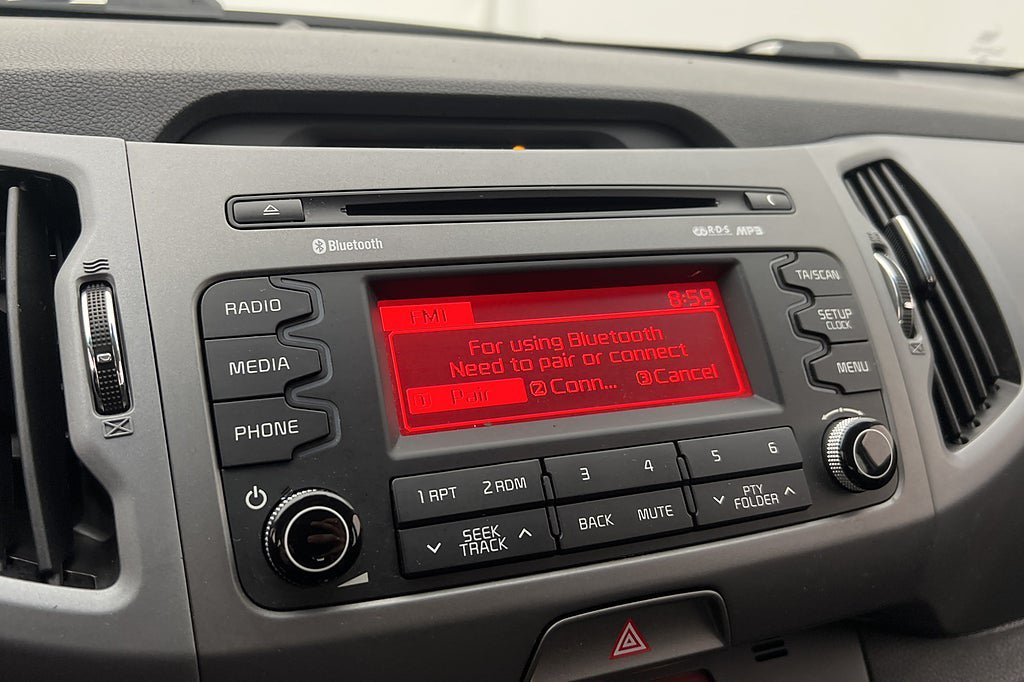 Bluetooth
R·D·S MP3
RADIO
MEDIA
PHONE
FM1
8:59
For using Bluetooth,
Need to pair or connect
1 Pair 2 Conn... 3 Cancel
TA/SCAN
SETUP
CLOCK
MENU
1 RPT 2 RDM
3 4
5 6
SEEK
TRACK
BACK MUTE
PTY
FOLDER